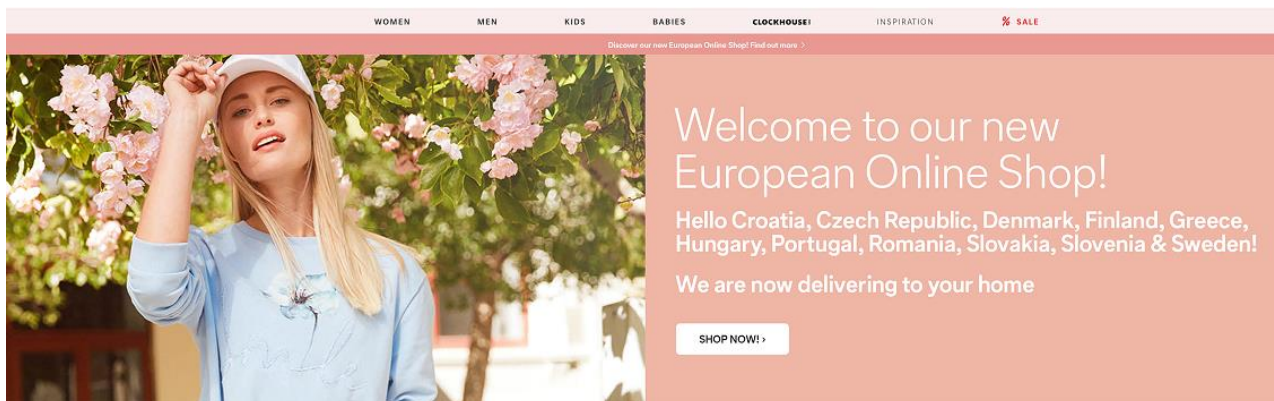 WOMEN MEN KIDS BABIES CLOCKHOUSE INSPIRATION % SALE
Discover our new European Online Shop! Find out more >
Welcome to our new
European Online Shop!
Hello Croatia, Czech Republic, Denmark, Finland, Greece,
Hungary, Portugal, Romania, Slovakia, Slovenia & Sweden!
We are now delivering to your home
SHOP NOW! >